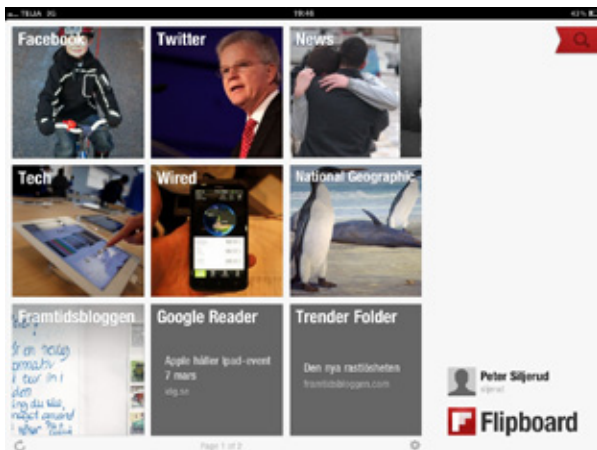 TELIA 3G 19:46 43%
Facebook Twitter News
Tech Wired National Geographic
Framtidsbloggen Google Reader Trender Folder
Apple håller Ipad-event
7 mars
Den nya rastlösheten
framtidsbloggen.com
Peter Siljerud
siljerud
Flipboard
Page 1 of 2